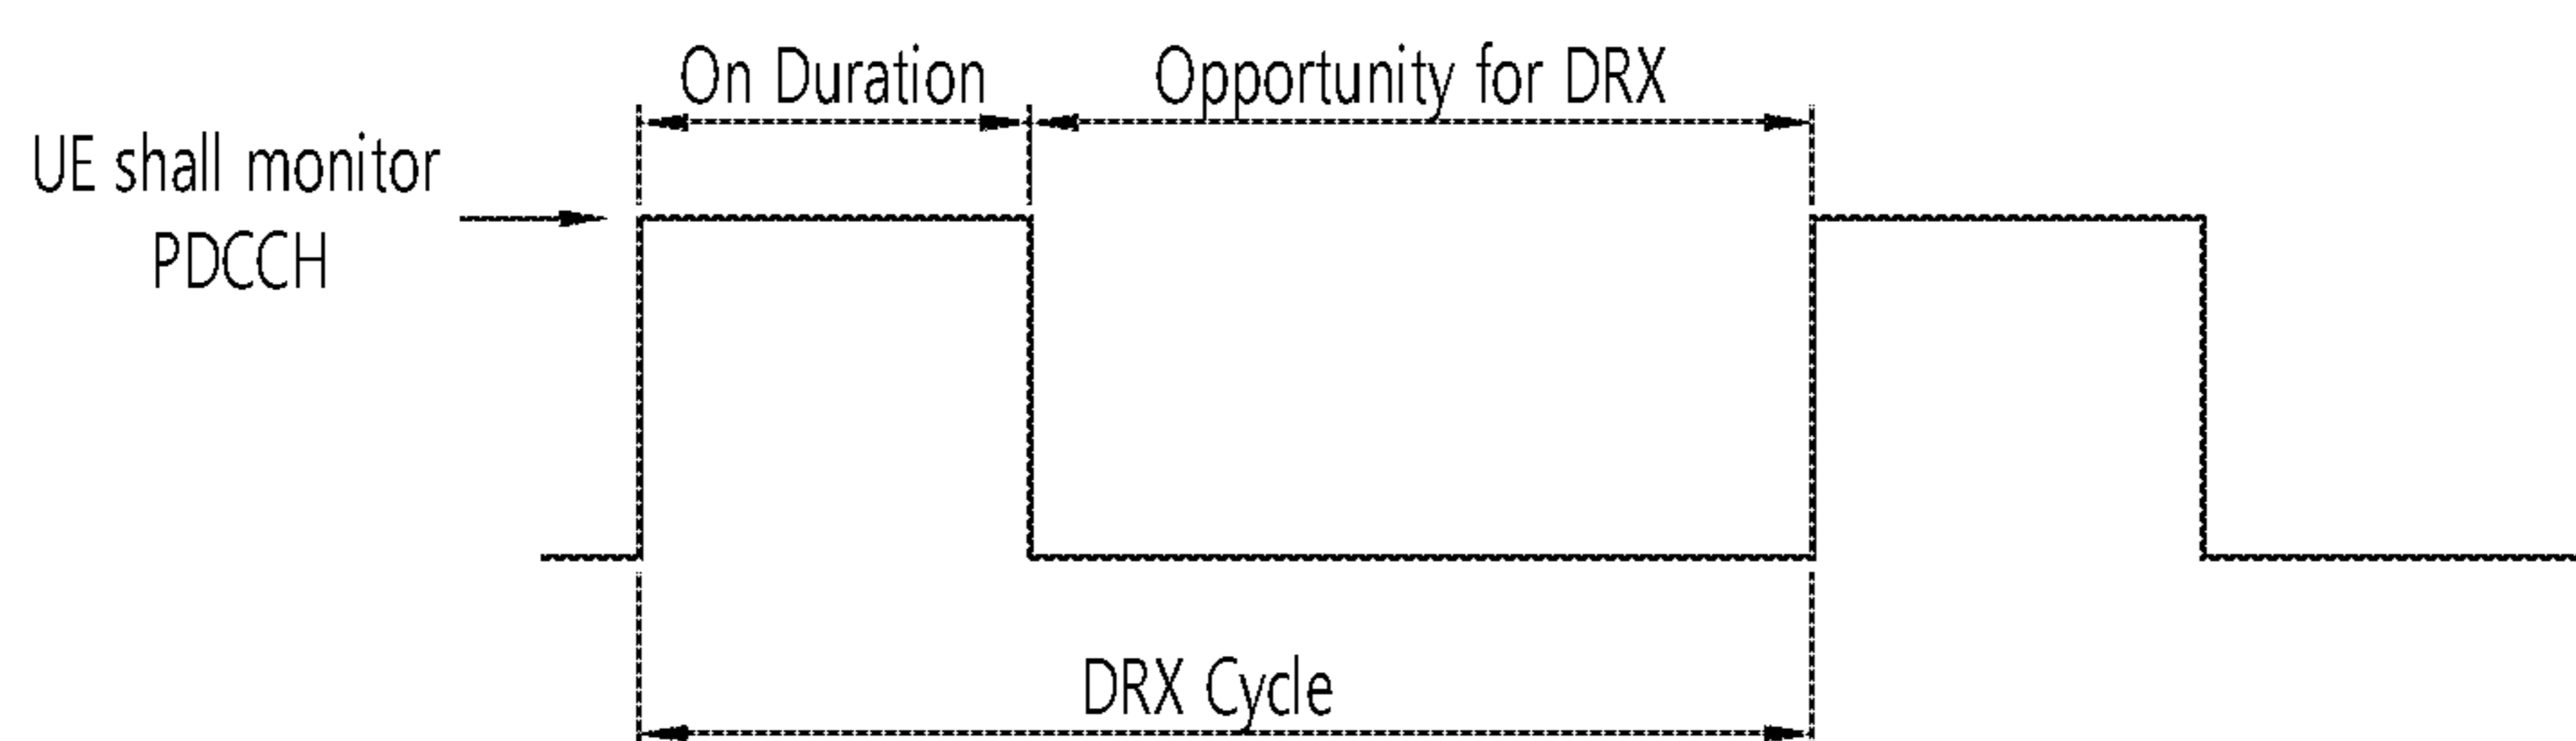 On Duration
Opportunity for DRX
UE shall monitor
PDCCH
DRX Cycle